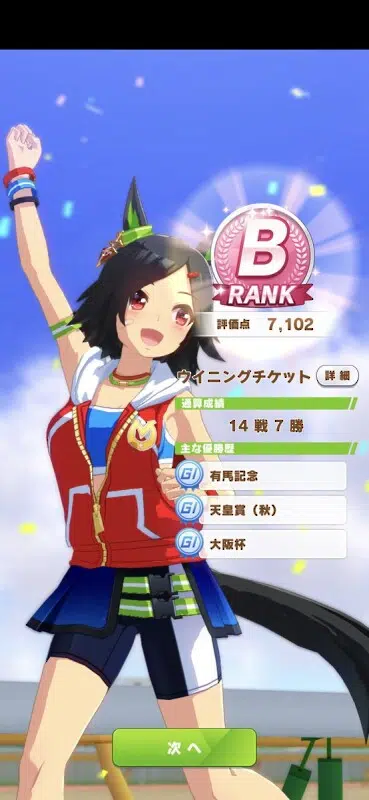 B
RANK
評価点 7,102
ウイニングチケット 詳細
通算成績
14 戦 7 勝
主な優勝歴
GI 有馬記念
GI 天皇賞（秋）
GI 大阪杯
次へ